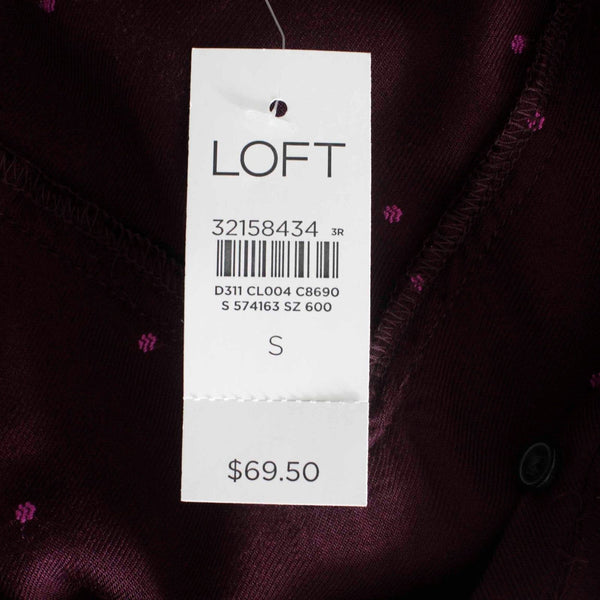 LOFT
32158434 3R
D311 CL004 C8690
S 574163 SZ 600
S
$69.50